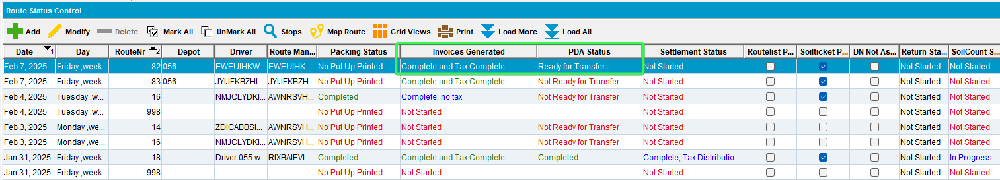 Route Status Control
Add Modify Delete Mark All UnMark All Stops Map Route Grid Views Print Load More Load All
Date 1 Day RouteNr 2 Depot Driver Route Man... Packing Status Invoices Generated PDA Status Settlement Status Routelist P... Soilticket P... DN Not As... Return Sta... SoilCount S...
Feb 7, 2025 Friday ,week... 82 056 EWEUIHKW... EWEUIHK... No Put Up Printed Complete and Tax Complete Ready for Transfer Not Started Not Started Not Started
Feb 7, 2025 Friday ,week... 83 056 JYIJFKBZHL... JYIJFKBZH... No Put Up Printed Complete and Tax Complete Not Ready for Transfer Not Started Not Started Not Started
Feb 4, 2025 Tuesday ,w... 16 NMJCLYDKI... AWNRSVH... Completed Complete, no tax Not Ready for Transfer Not Started Not Started Not Started
Feb 4, 2025 Tuesday ,w... 998 No Put Up Printed Not Started Not Started Not Started Not Started
Feb 3, 2025 Monday ,we... 14 ZDICABBSI... AWNRSVH... No Put Up Printed Not Started Not Ready for Transfer Not Started Not Started Not Started
Feb 3, 2025 Monday ,we... 16 NMJCLYDKI... AWNRSVH... No Put Up Printed Not Started Not Ready for Transfer Not Started Not Started Not Started
Jan 31, 2025 Friday ,week... 18 Driver 055 w... RIXBAIEVL... Completed Complete and Tax Complete Completed Complete, Tax Distributio... Not Started In Progress
Jan 31, 2025 Friday ,week... 998 No Put Up Printed Not Started Not Started Not Started Not Started